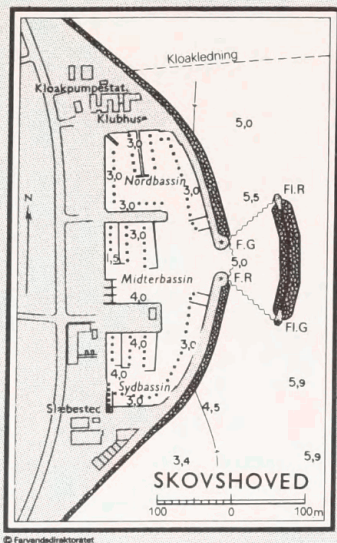 Kloakledning
Kloakpumpestat.
Klubhus
5,0
3,0
Nordbassin
3,0
3,0
3,0
5,5
Fl.R
N
F.G
3,0
5,0
1,5
F.R
Midterbassin
4,0
Fl.G
4,0
3,0
4,0
5,9
Sydbassin
Slæbested
3,0
4,5
3,4
5,9
SKOVSHOVED
100 0 100m
© Farvandsdirektoratet